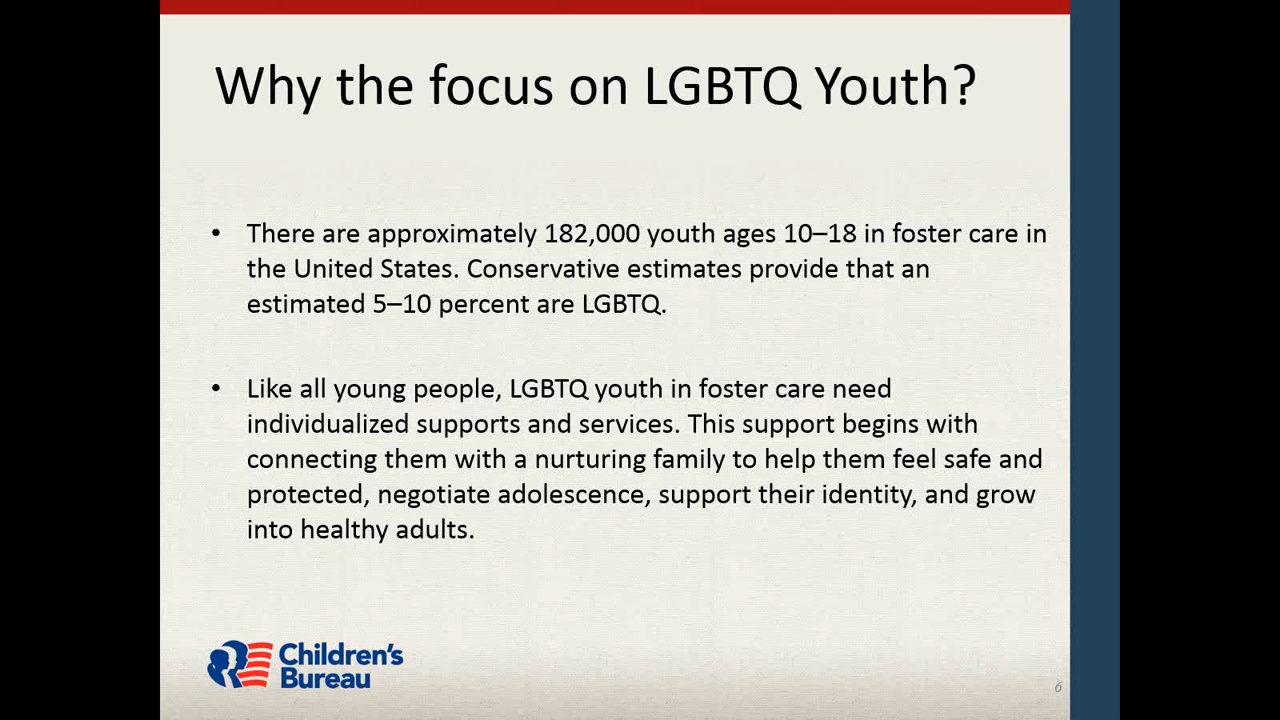 Why the focus on LGBTQ Youth?
• There are approximately 182,000 youth ages 10–18 in foster care in
the United States. Conservative estimates provide that an
estimated 5–10 percent are LGBTQ.
• Like all young people, LGBTQ youth in foster care need
individualized supports and services. This support begins with
connecting them with a nurturing family to help them feel safe and
protected, negotiate adolescence, support their identity, and grow
into healthy adults.
Children's
Bureau
6